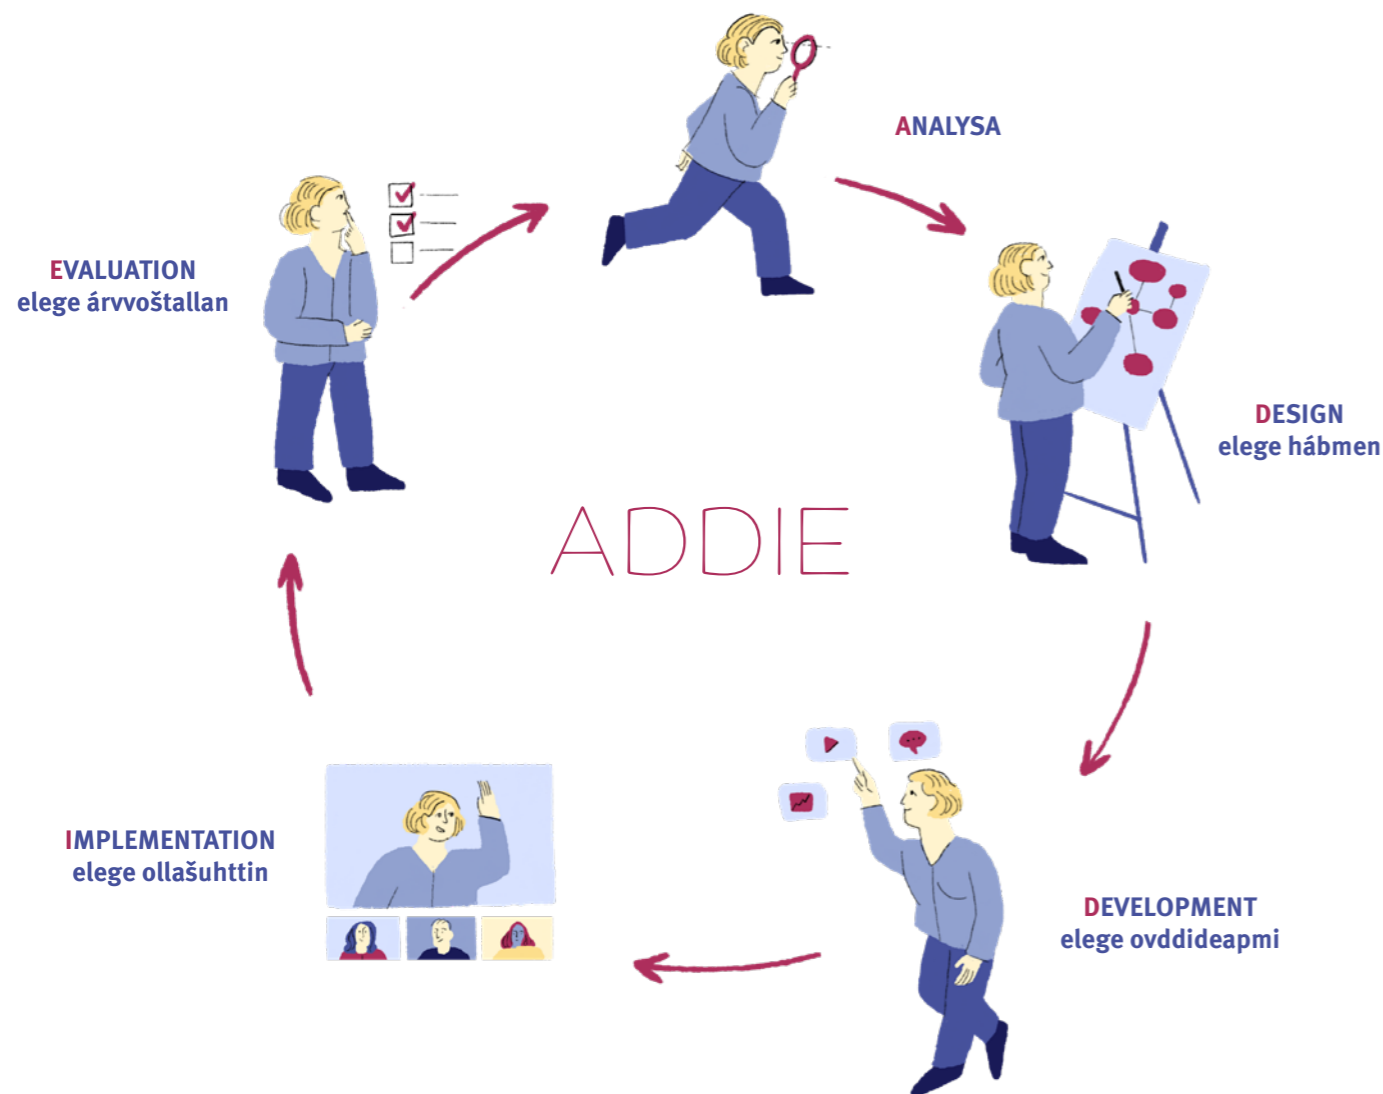 ANALYSA
EVALUATION
elege árvvoštallan
DESIGN
elege hábmen
ADDIE
IMPLEMENTATION
elege ollašuhttin
DEVELOPMENT
elege ovddideapmi